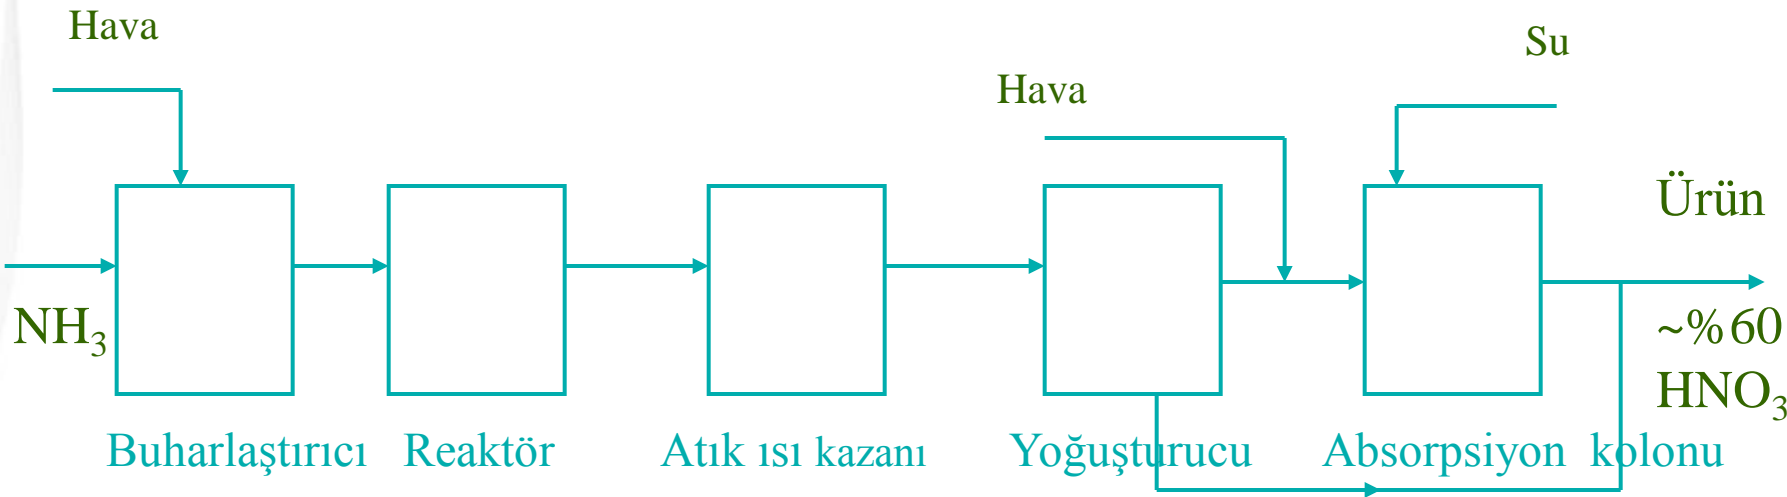 Hava
Su
Hava
Ürün
NH₃
~%60
HNO₃
Buharlaştırıcı
Reaktör
Atık ısı kazanı
Yoğuşturucu
Absorpsiyon kolonu